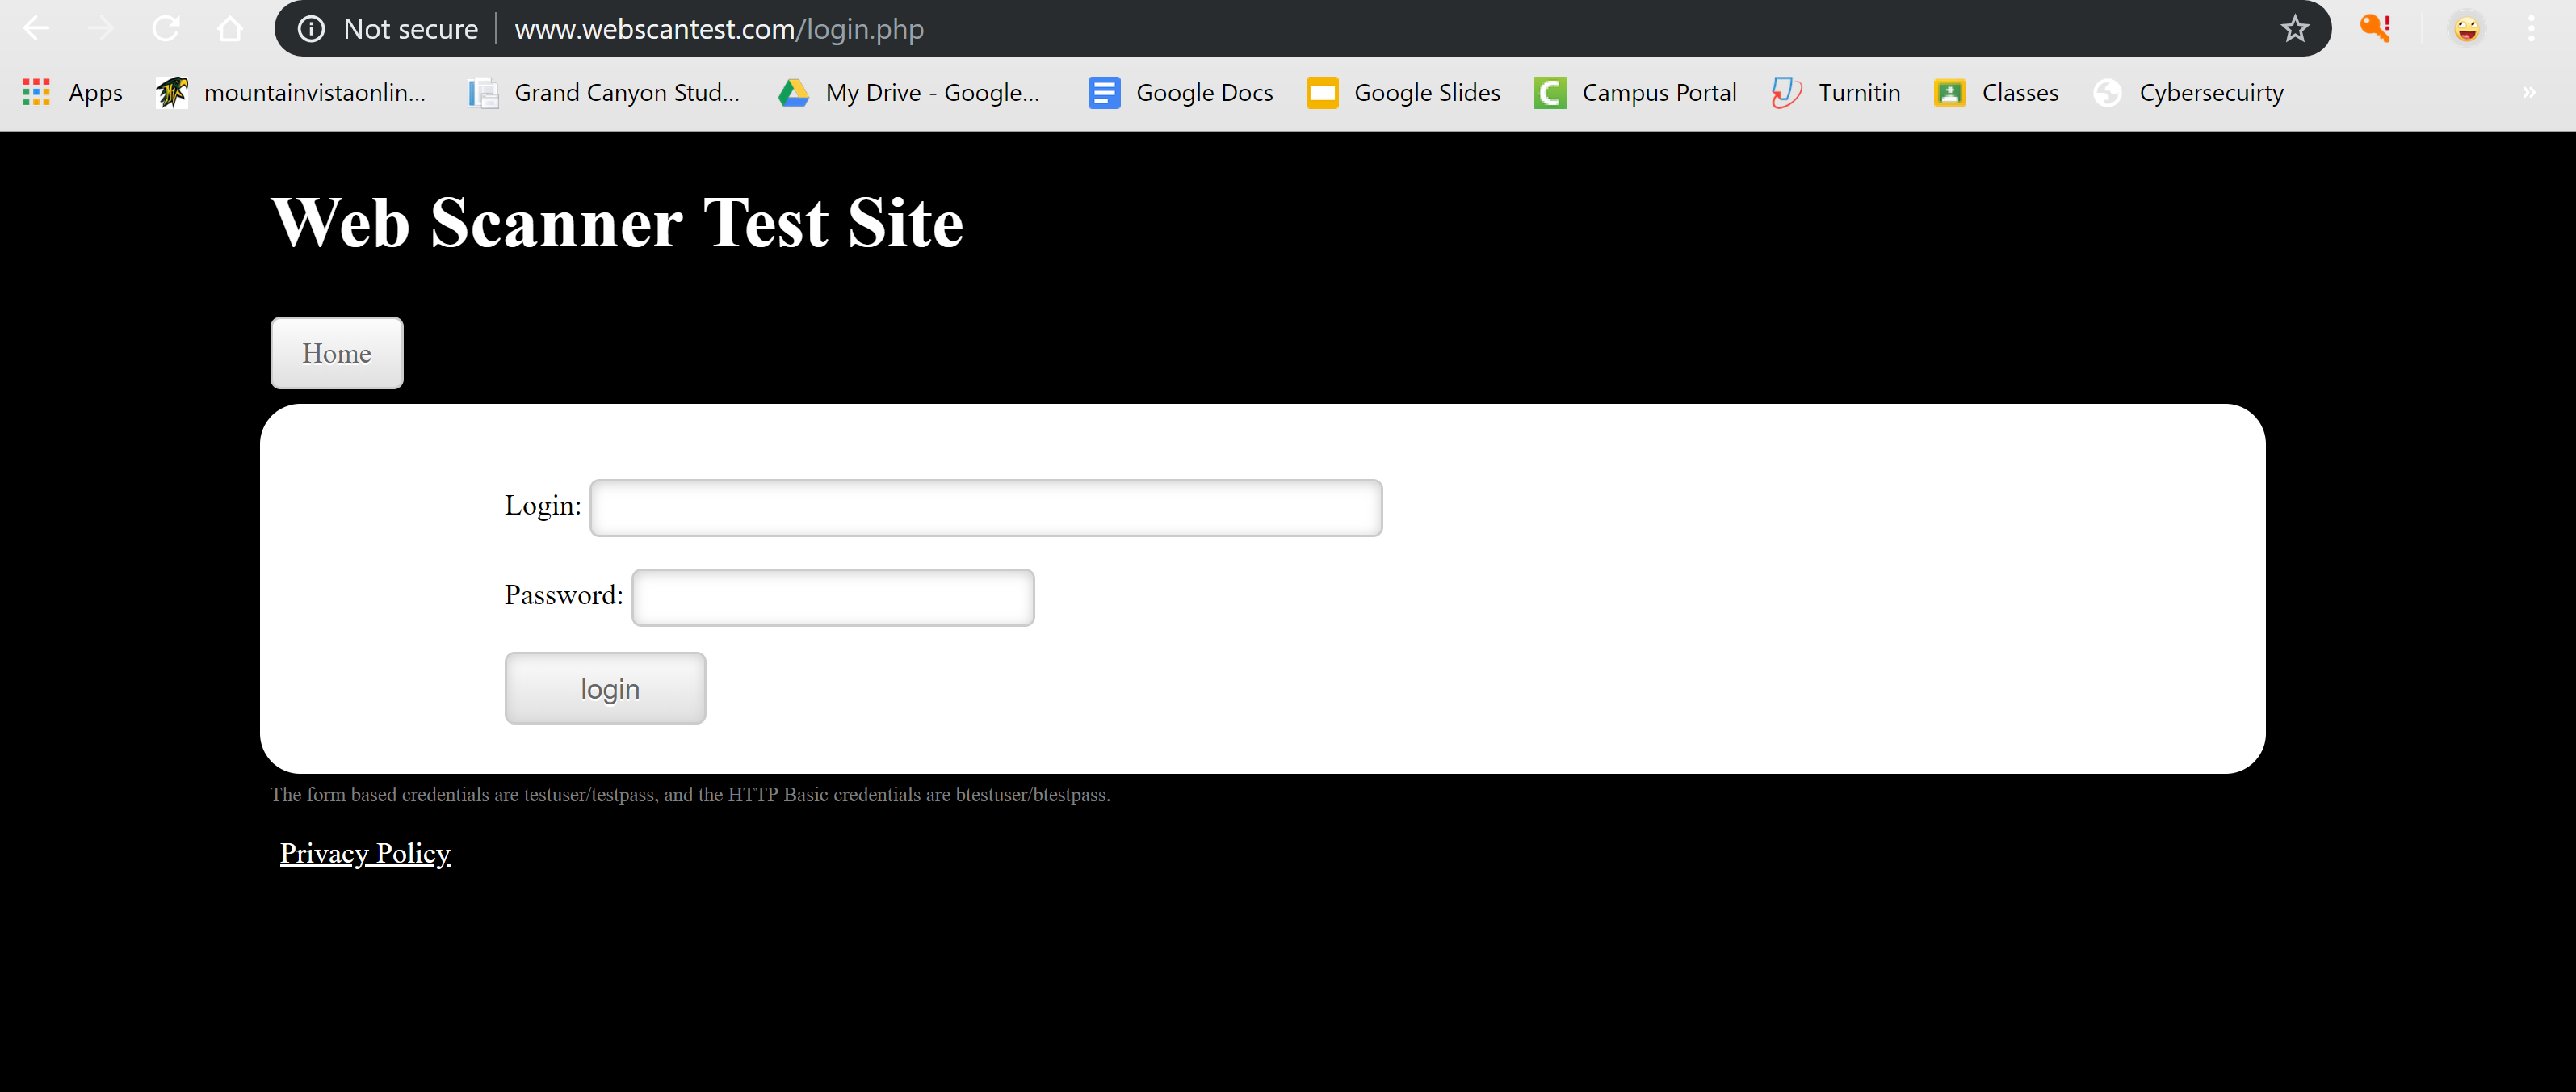 Not secure www.webscantest.com/login.php
Apps mountainvistaonlin... Grand Canyon Stud... My Drive - Google... Google Docs Google Slides Campus Portal Turnitin Classes Cybersecuirty »
Web Scanner Test Site
Home
Login:
Password:
login
The form based credentials are testuser/testpass, and the HTTP Basic credentials are btestuser/btestpass.
Privacy Policy